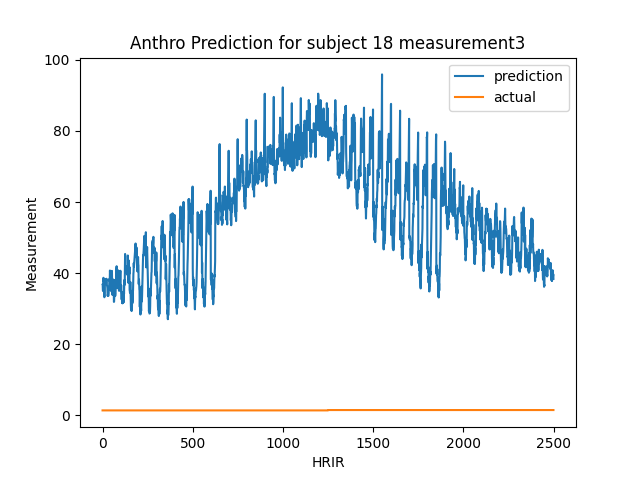 Anthro Prediction for subject 18 measurement3
prediction
actual
Measurement
100
80
60
40
20
0
0 500 1000 1500 2000 2500
HRIR